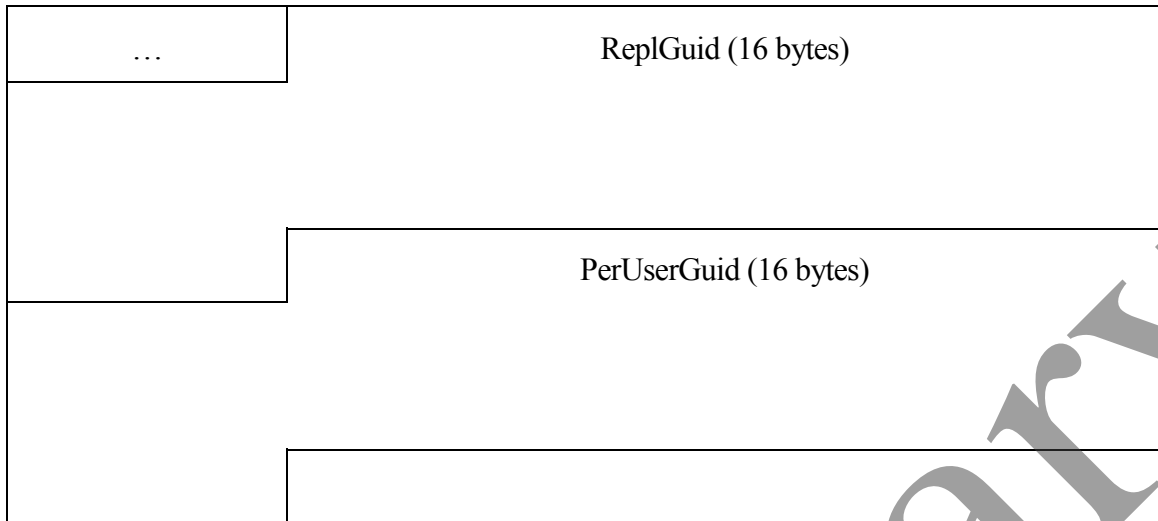 …
ReplGuid (16 bytes)
PerUserGuid (16 bytes)